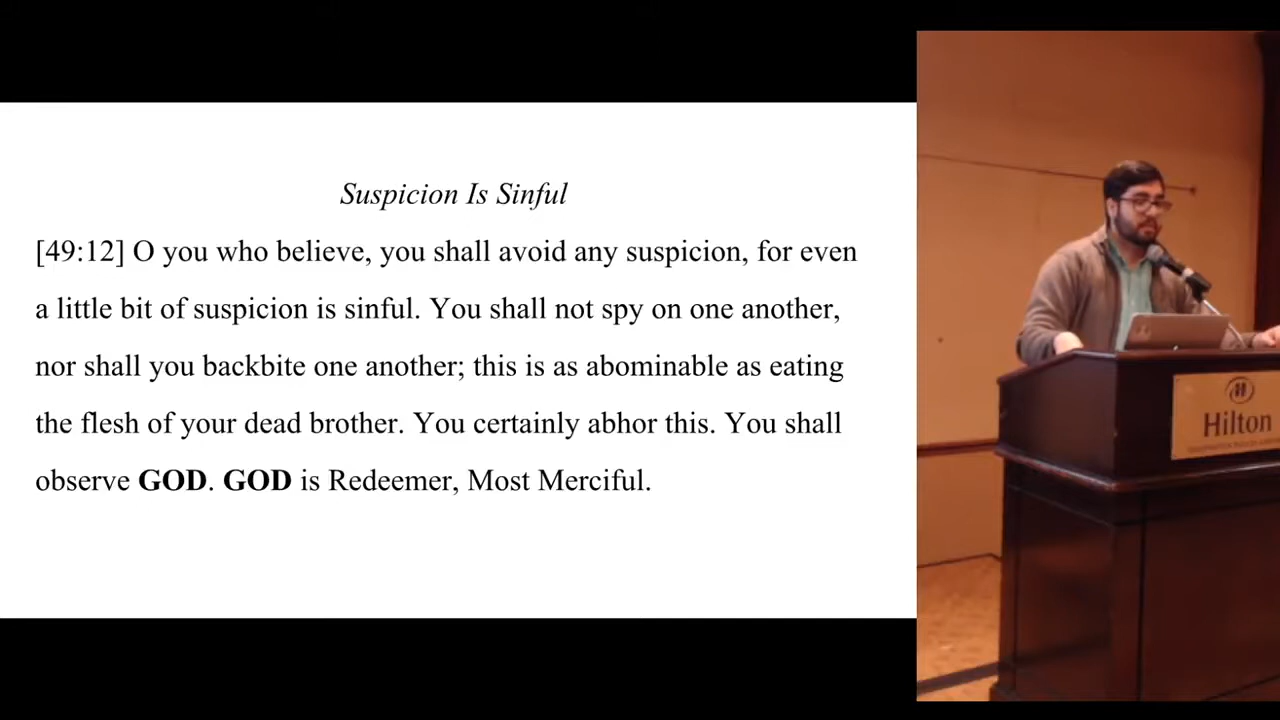 Suspicion Is Sinful
[49:12] O you who believe, you shall avoid any suspicion, for even
a little bit of suspicion is sinful. You shall not spy on one another,
nor shall you backbite one another; this is as abominable as eating
the flesh of your dead brother. You certainly abhor this. You shall
observe GOD. GOD is Redeemer, Most Merciful.
Hilton